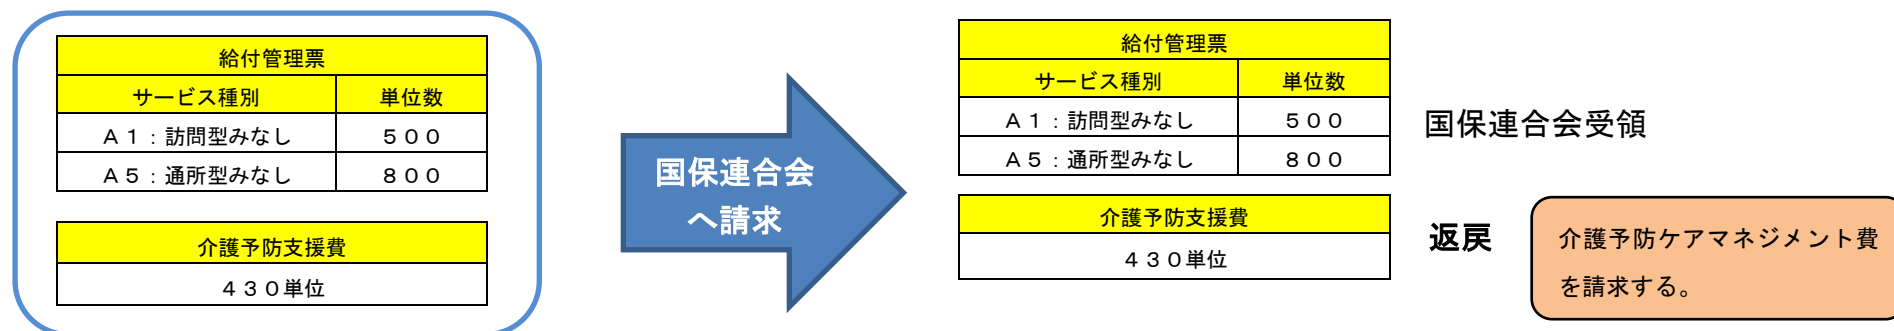 給付管理票
サービス種別 単位数
Ａ１：訪問型みなし ５００
Ａ５：通所型みなし ８００
介護予防支援費
４３０単位
国保連合会
へ請求
給付管理票
サービス種別 単位数
Ａ１：訪問型みなし ５００
Ａ５：通所型みなし ８００
国保連合会受領
介護予防支援費
４３０単位
返戻
介護予防ケアマネジメント費
を請求する。